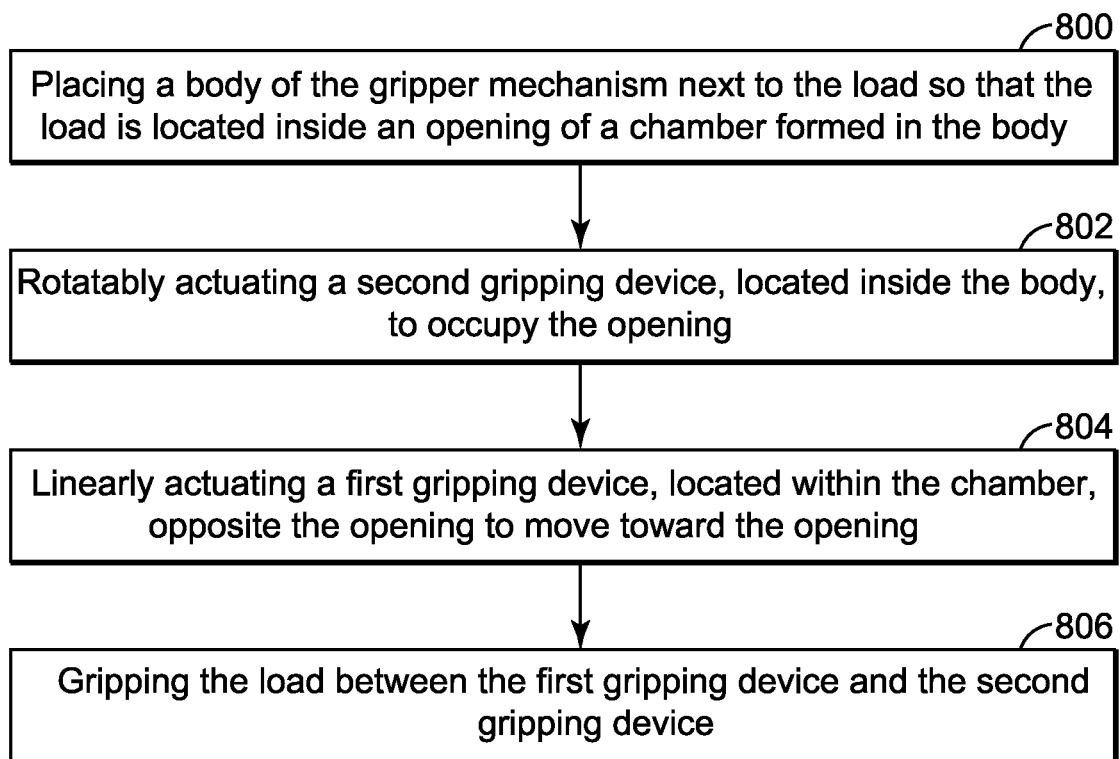 800
Placing a body of the gripper mechanism next to the load so that the
load is located inside an opening of a chamber formed in the body
802
Rotatably actuating a second gripping device, located inside the body,
to occupy the opening
804
Linearly actuating a first gripping device, located within the chamber,
opposite the opening to move toward the opening
806
Gripping the load between the first gripping device and the second
gripping device